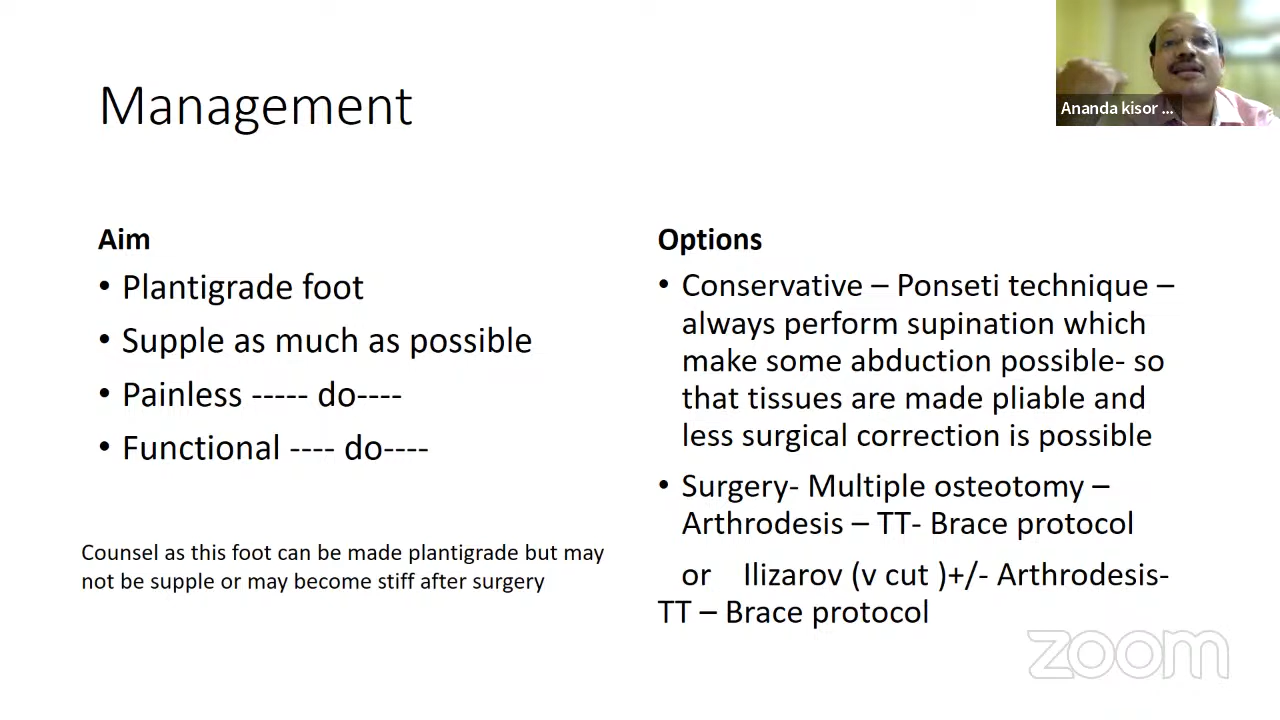 Management
Ananda kisor ...
Aim
• Plantigrade foot
• Supple as much as possible
• Painless ----- do----
• Functional ---- do----
Counsel as this foot can be made plantigrade but may
not be supple or may become stiff after surgery
Options
• Conservative – Ponseti technique –
always perform supination which
make some abduction possible- so
that tissues are made pliable and
less surgical correction is possible
• Surgery- Multiple osteotomy –
Arthrodesis – TT- Brace protocol
or Ilizarov (v cut )+/- Arthrodesis-
TT – Brace protocol
zoom